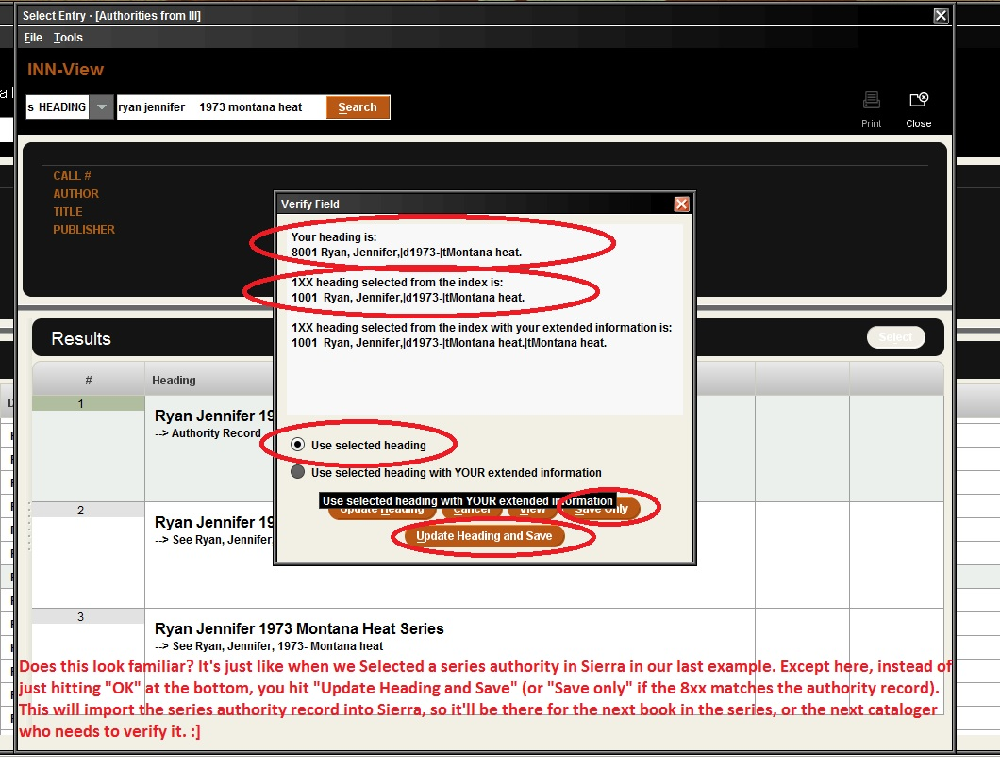 Select Entry · [Authorities from III]
File Tools
INN-View
s HEADING ryan jennifer 1973 montana heat Search
Print Close
CALL #
AUTHOR
TITLE
PUBLISHER
Verify Field
Your heading is:
8001 Ryan, Jennifer,|d1973-|tMontana heat.
1XX heading selected from the index is:
1001 Ryan, Jennifer,|d1973-|tMontana heat.
1XX heading selected from the index with your extended information is:
1001 Ryan, Jennifer,|d1973-|tMontana heat.|tMontana heat.
Use selected heading
Use selected heading with YOUR extended information
Use selected heading with YOUR extended information
Update Heading Cancel View Save Only
Update Heading and Save
Results Select
# Heading
1
Ryan Jennifer 19
--> Authority Record
2
Ryan Jennifer 19
--> See Ryan, Jennifer
3
Ryan Jennifer 1973 Montana Heat Series
--> See Ryan, Jennifer, 1973- Montana heat
Does this look familiar? It's just like when we Selected a series authority in Sierra in our last example. Except here, instead of
just hitting "OK" at the bottom, you hit "Update Heading and Save" (or "Save only" if the 8xx matches the authority record).
This will import the series authority record into Sierra, so it'll be there for the next book in the series, or the next cataloger
who needs to verify it. :]